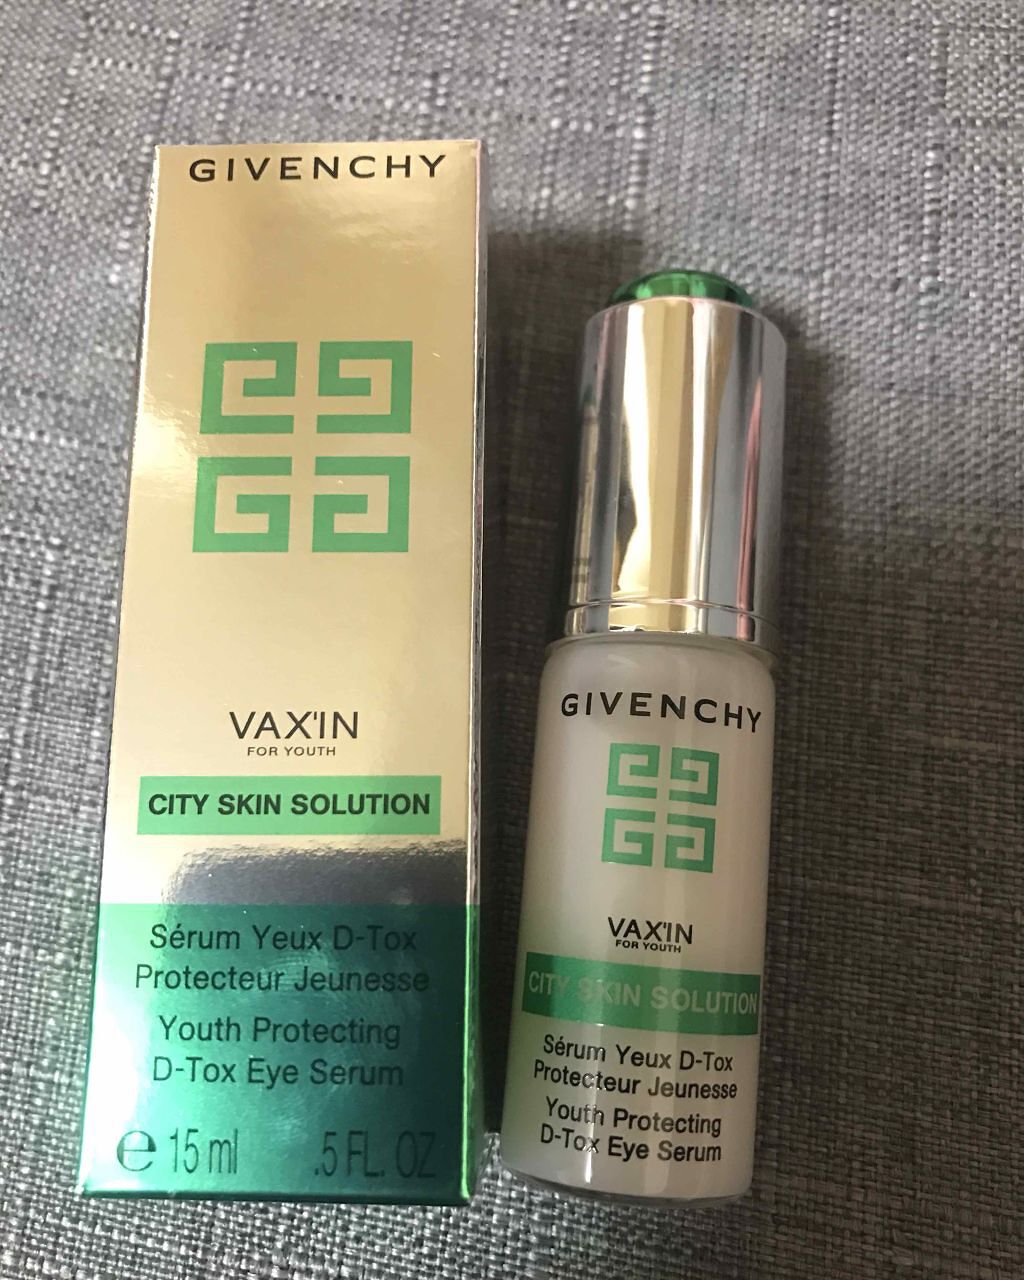 GIVENCHY
VAX'IN
FOR YOUTH
CITY SKIN SOLUTION
Sérum Yeux D-Tox
Protecteur Jeunesse
Youth Protecting
D-Tox Eye Serum
℮ 15 ml .5 FL. OZ
GIVENCHY
VAX'IN
FOR YOUTH
CITY SKIN SOLUTION
Sérum Yeux D-Tox
Protecteur Jeunesse
Youth Protecting
D-Tox Eye Serum